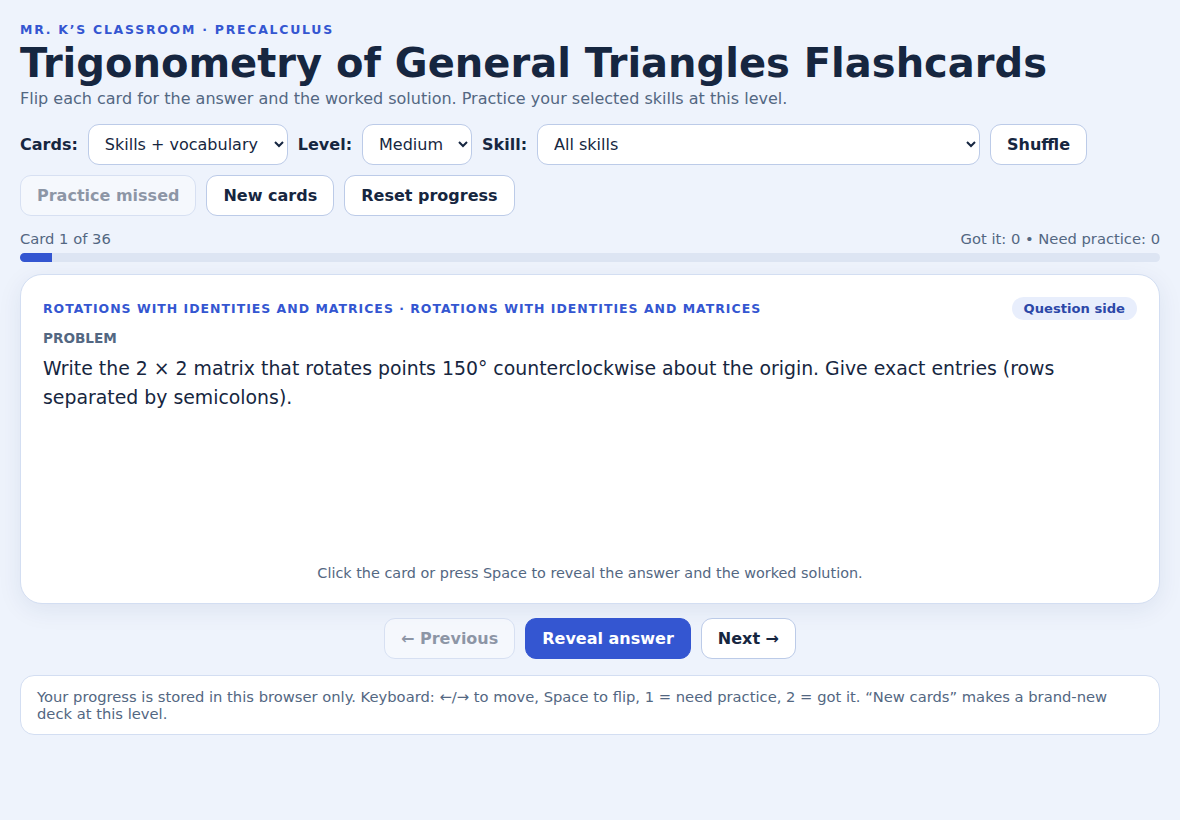 MR. K’S CLASSROOM · PRECALCULUS
Trigonometry of General Triangles Flashcards
Flip each card for the answer and the worked solution. Practice your selected skills at this level.
Cards: Skills + vocabulary Level: Medium Skill: All skills Shuffle
Practice missed New cards Reset progress
Card 1 of 36 Got it: 0 • Need practice: 0
ROTATIONS WITH IDENTITIES AND MATRICES · ROTATIONS WITH IDENTITIES AND MATRICES Question side
PROBLEM
Write the 2 × 2 matrix that rotates points 150° counterclockwise about the origin. Give exact entries (rows
separated by semicolons).
Click the card or press Space to reveal the answer and the worked solution.
← Previous Reveal answer Next →
Your progress is stored in this browser only. Keyboard: ←/→ to move, Space to flip, 1 = need practice, 2 = got it. “New cards” makes a brand-new
deck at this level.